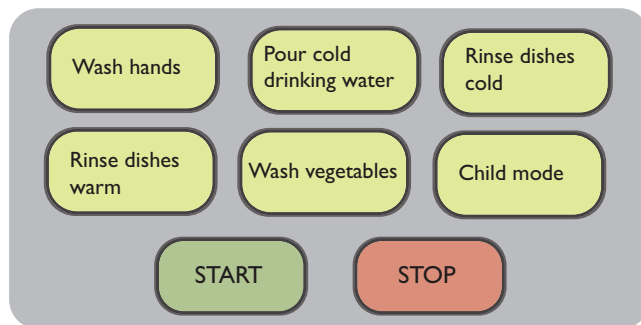 Wash hands
Pour cold
drinking water
Rinse dishes
cold
Rinse dishes
warm
Wash vegetables
Child mode
START
STOP